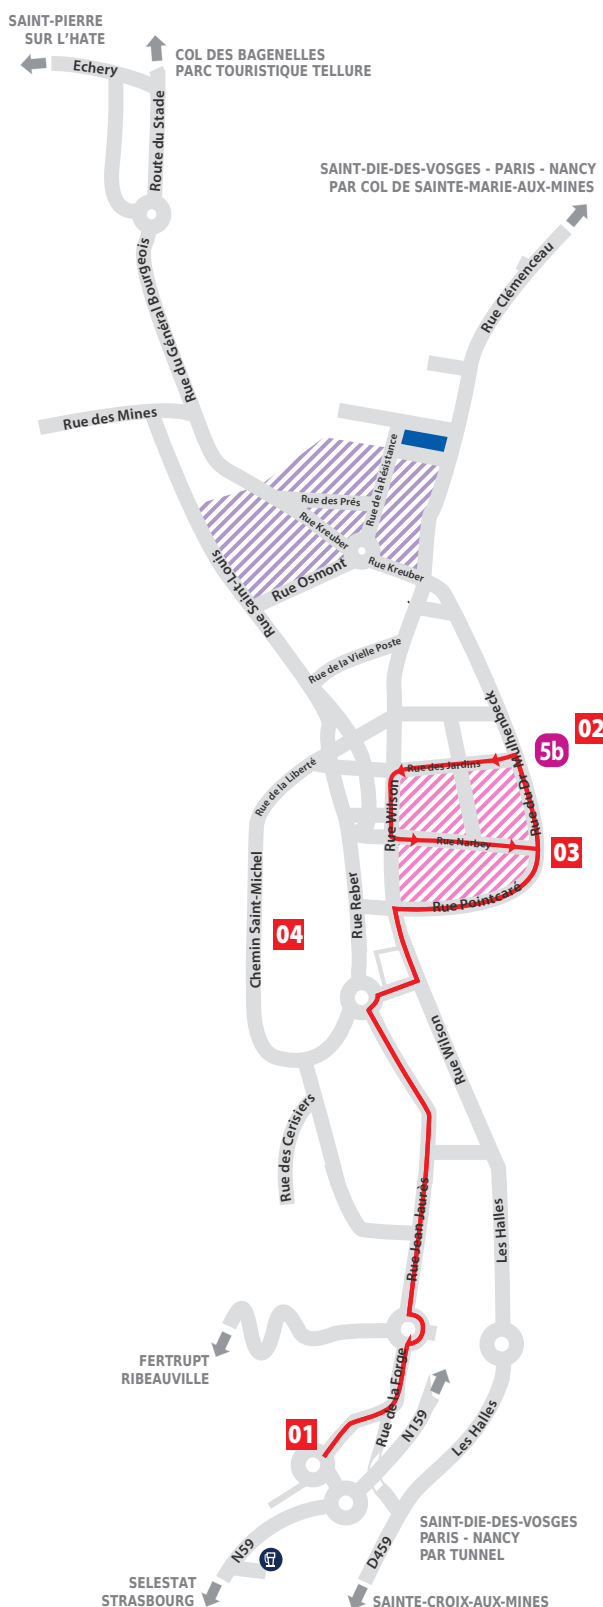 SAINT-PIERRE
SUR L'HATE
Echery
COL DES BAGENELLES
PARC TOURISTIQUE TELLURE
Route du Stade
SAINT-DIE-DES-VOSGES - PARIS - NANCY
PAR COL DE SAINTE-MARIE-AUX-MINES
Rue Clémenceau
Rue du Général Bourgeois
Rue des Mines
Rue de la Résistance
Rue des Prés
Rue Kreuber
Rue Kreuber
Rue Osmont
Rue Saint-Louis
Rue Saint-Louis
Rue de la Vielle Poste
Rue du Dr. Mulhenbeck
02
5b
Rue des Jardins
Rue de la Liberté
Rue Wilson
Rue Narbey
03
Rue Pointcaré
Chemin Saint-Michel
Rue Reber
04
Rue Wilson
Rue des Cerisiers
Rue Jean Jaurès
Les Halles
FERTRUPT
RIBEAUVILLE
Rue de la Forge
01
N159
Les Halles
SAINT-DIE-DES-VOSGES
PARIS - NANCY
PAR TUNNEL
N59
D459
SELESTAT
STRASBOURG
SAINTE-CROIX-AUX-MINES